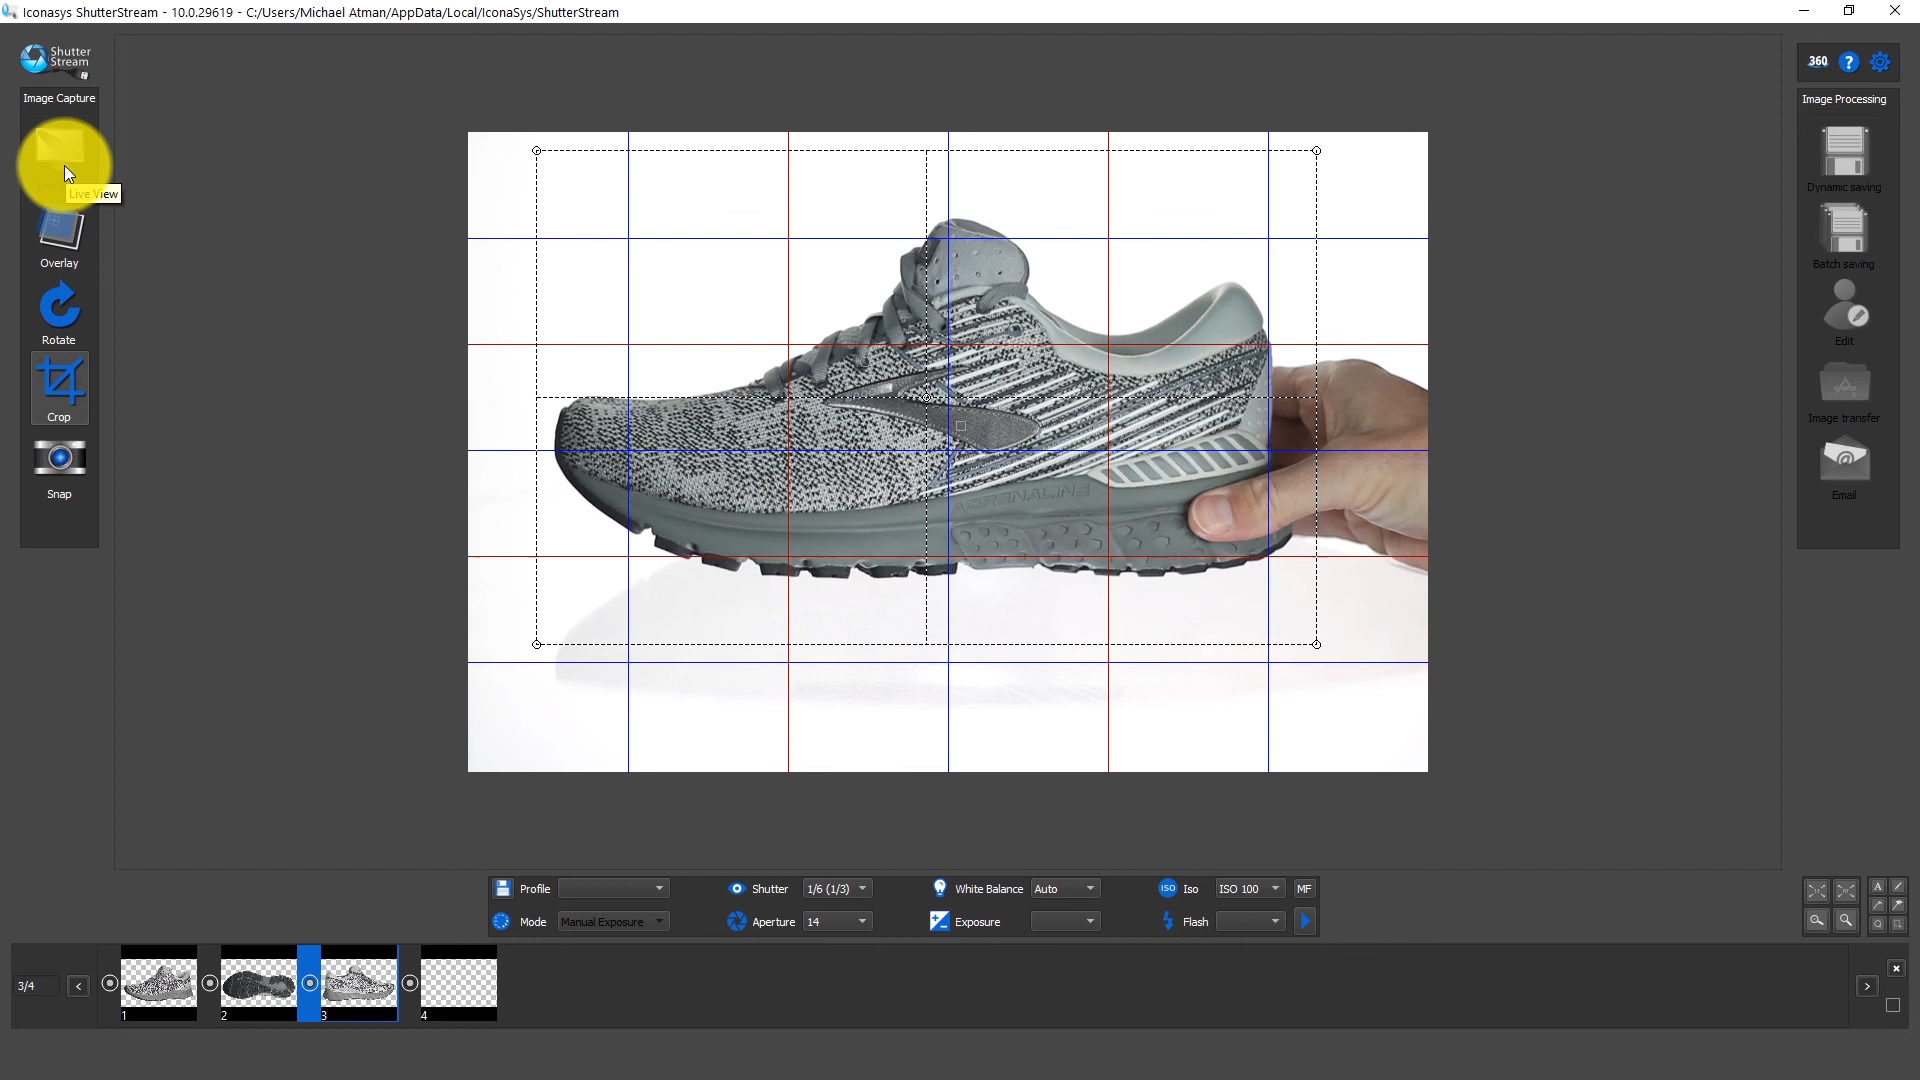 Iconasys ShutterStream - 10.0.29619 - C:/Users/Michael Atman/AppData/Local/IconaSys/ShutterStream
Shutter
Stream
Image Capture
Live View
Overlay
Rotate
Crop
Snap
360
?
Image Processing
Dynamic saving
Batch saving
Edit
Image transfer
@
Email
ADRENALINE
Profile
Shutter
1/6 (1/3)
White Balance
Auto
ISO
Iso
ISO 100
MF
Mode
Manual Exposure
Aperture
14
Exposure
Flash
A
3/4
<
1
2
3
4
>